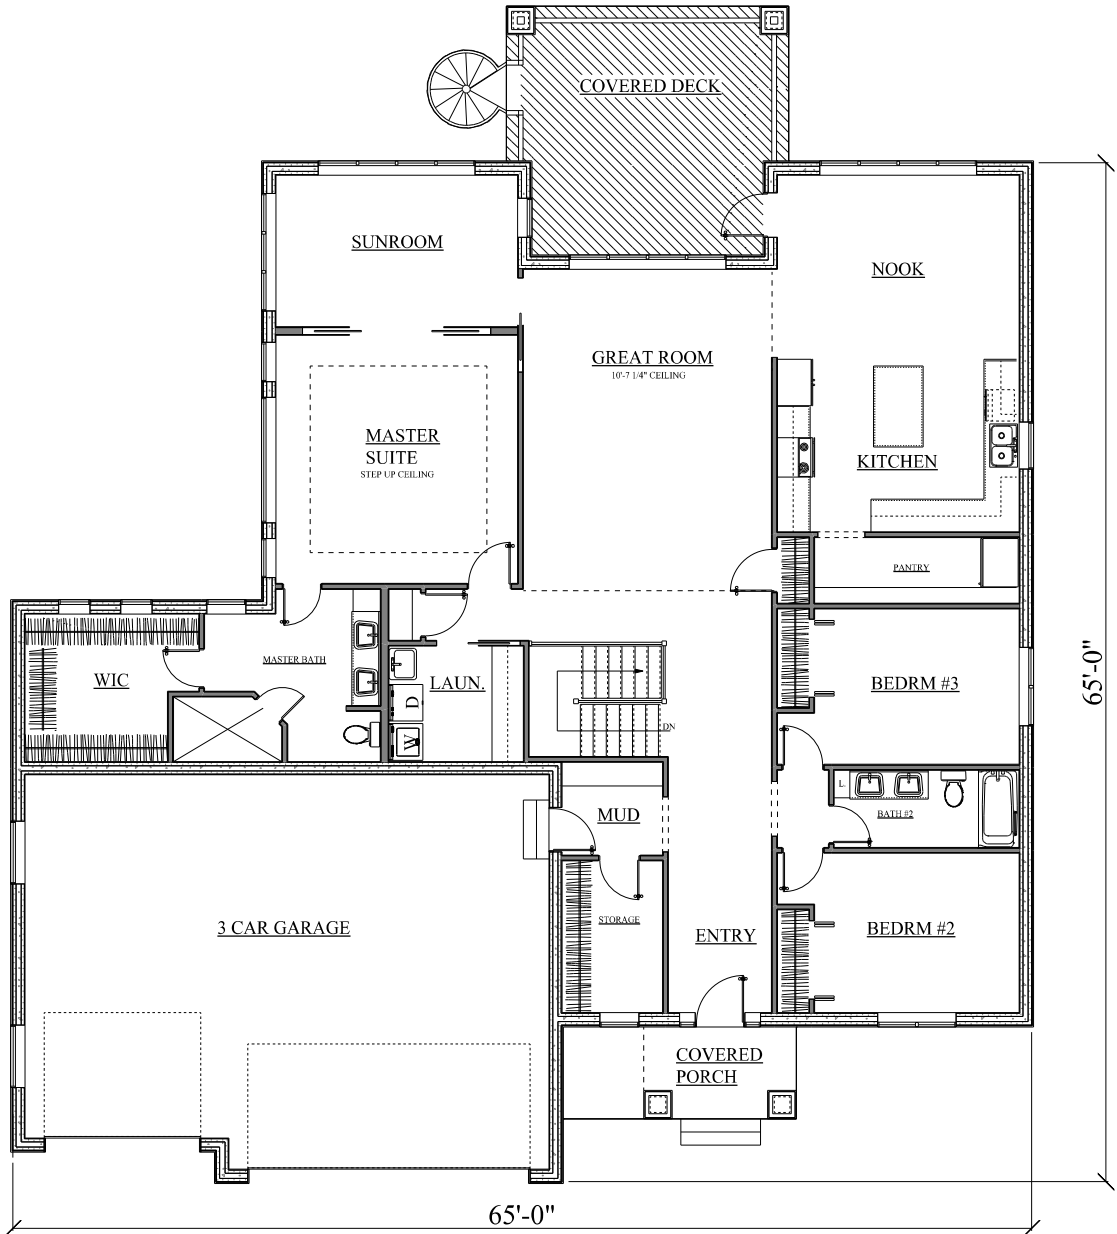 COVERED DECK
SUNROOM
NOOK
GREAT ROOM
10'-7 1/4" CEILING
MASTER
SUITE
STEP UP CEILING
KITCHEN
PANTRY
MASTER BATH
WIC
LAUN.
BEDRM #3
D
DN
W
65'-0"
L.
MUD
BATH #2
3 CAR GARAGE
STORAGE
ENTRY
BEDRM #2
COVERED
PORCH
65'-0"